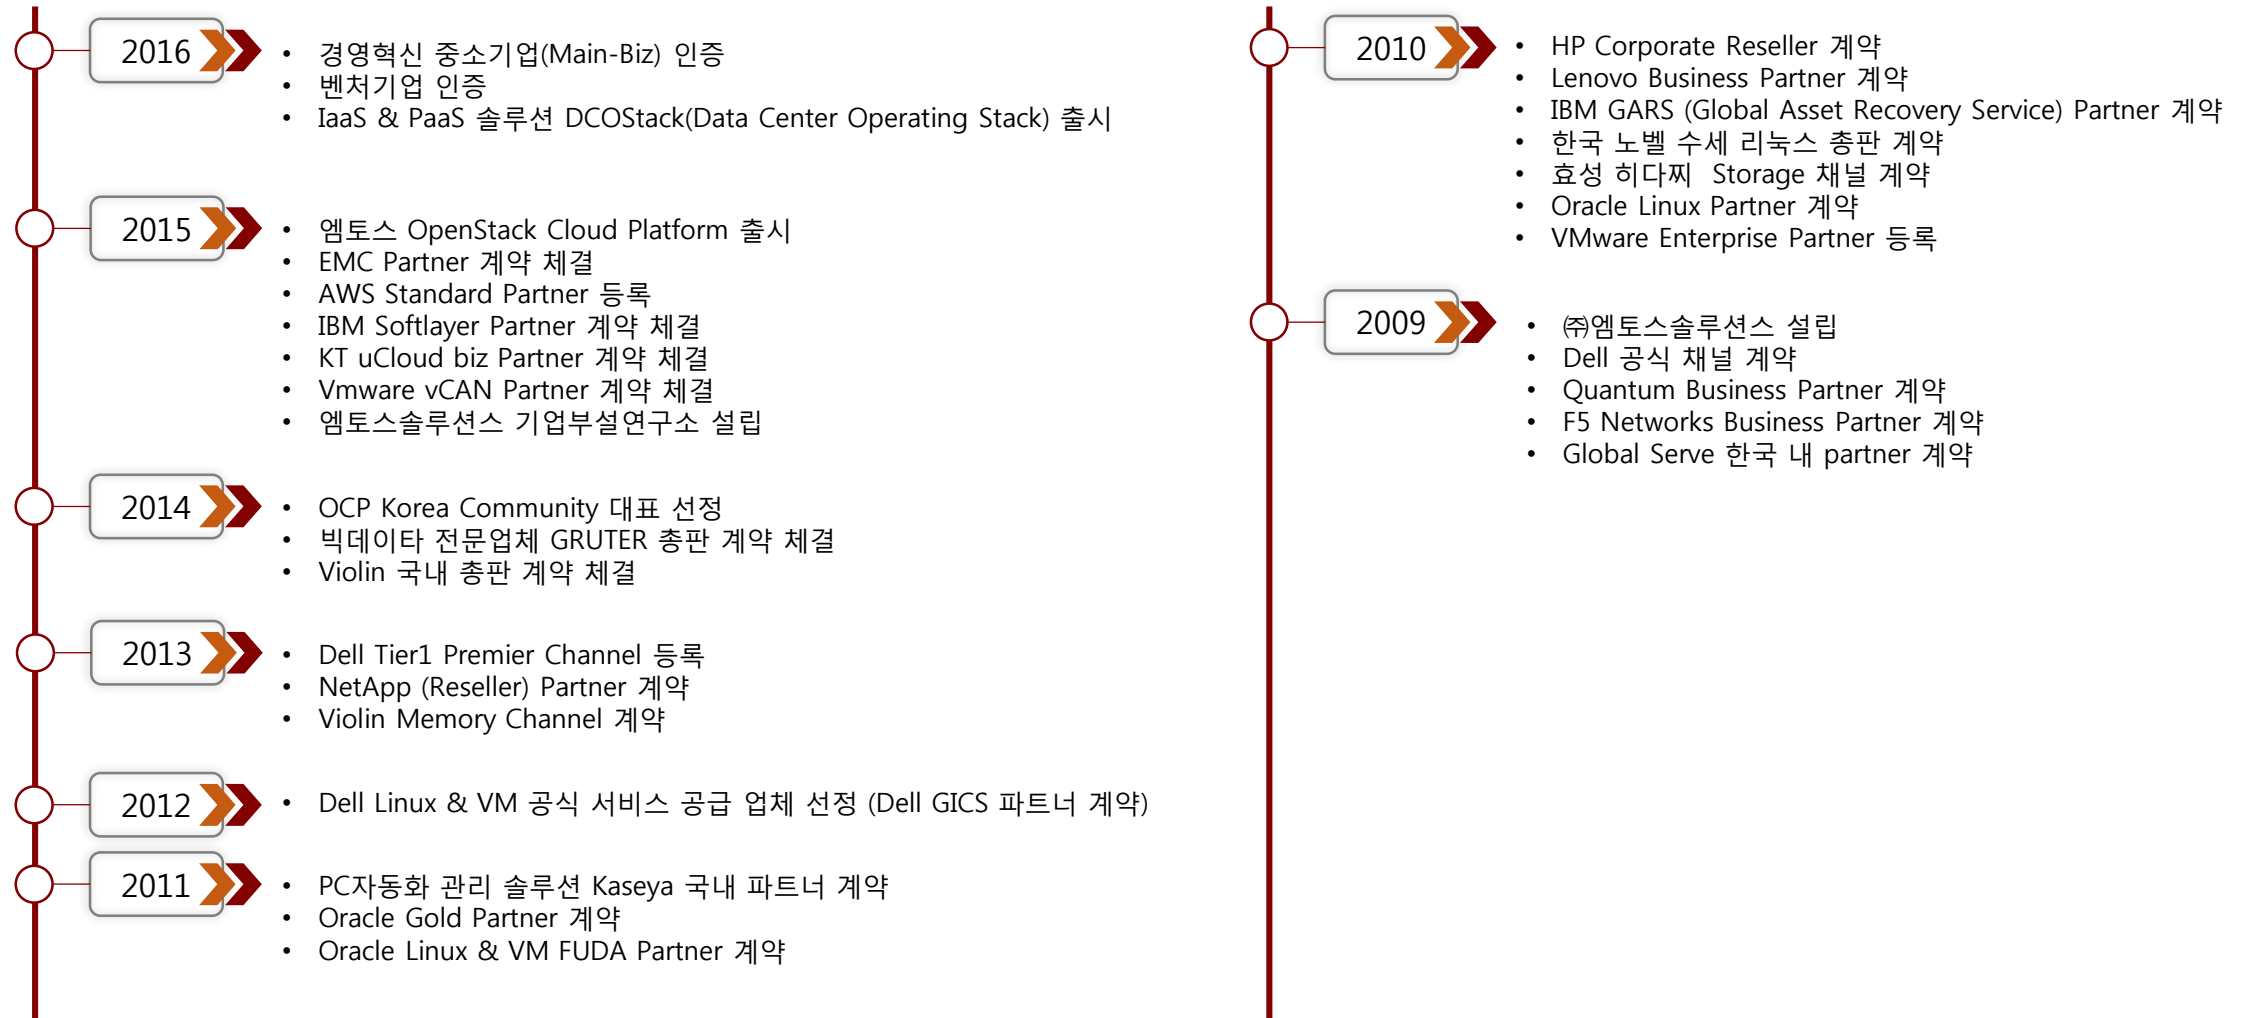 2016
• 경영혁신 중소기업(Main-Biz) 인증
• 벤처기업 인증
• IaaS & PaaS 솔루션 DCOStack(Data Center Operating Stack) 출시
2015
• 엠토스 OpenStack Cloud Platform 출시
• EMC Partner 계약 체결
• AWS Standard Partner 등록
• IBM Softlayer Partner 계약 체결
• KT uCloud biz Partner 계약 체결
• Vmware vCAN Partner 계약 체결
• 엠토스솔루션스 기업부설연구소 설립
2014
• OCP Korea Community 대표 선정
• 빅데이타 전문업체 GRUTER 총판 계약 체결
• Violin 국내 총판 계약 체결
2013
• Dell Tier1 Premier Channel 등록
• NetApp (Reseller) Partner 계약
• Violin Memory Channel 계약
2012
• Dell Linux & VM 공식 서비스 공급 업체 선정 (Dell GICS 파트너 계약)
2011
• PC자동화 관리 솔루션 Kaseya 국내 파트너 계약
• Oracle Gold Partner 계약
• Oracle Linux & VM FUDA Partner 계약
2010
• HP Corporate Reseller 계약
• Lenovo Business Partner 계약
• IBM GARS (Global Asset Recovery Service) Partner 계약
• 한국 노벨 수세 리눅스 총판 계약
• 효성 히다찌  Storage 채널 계약
• Oracle Linux Partner 계약
• VMware Enterprise Partner 등록
2009
• ㈜엠토스솔루션스 설립
• Dell 공식 채널 계약
• Quantum Business Partner 계약
• F5 Networks Business Partner 계약
• Global Serve 한국 내 partner 계약